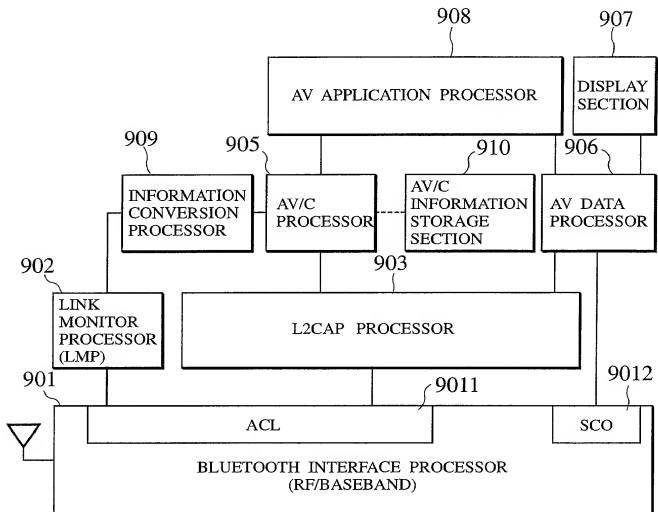 908
907
AV APPLICATION PROCESSOR
DISPLAY
SECTION
909
905
910
906
INFORMATION
CONVERSION
PROCESSOR
AV/C
PROCESSOR
AV/C
INFORMATION
STORAGE
SECTION
AV DATA
PROCESSOR
902
903
LINK
MONITOR
PROCESSOR
(LMP)
L2CAP PROCESSOR
901
9011
9012
ACL
SCO
BLUETOOTH INTERFACE PROCESSOR
(RF/BASEBAND)